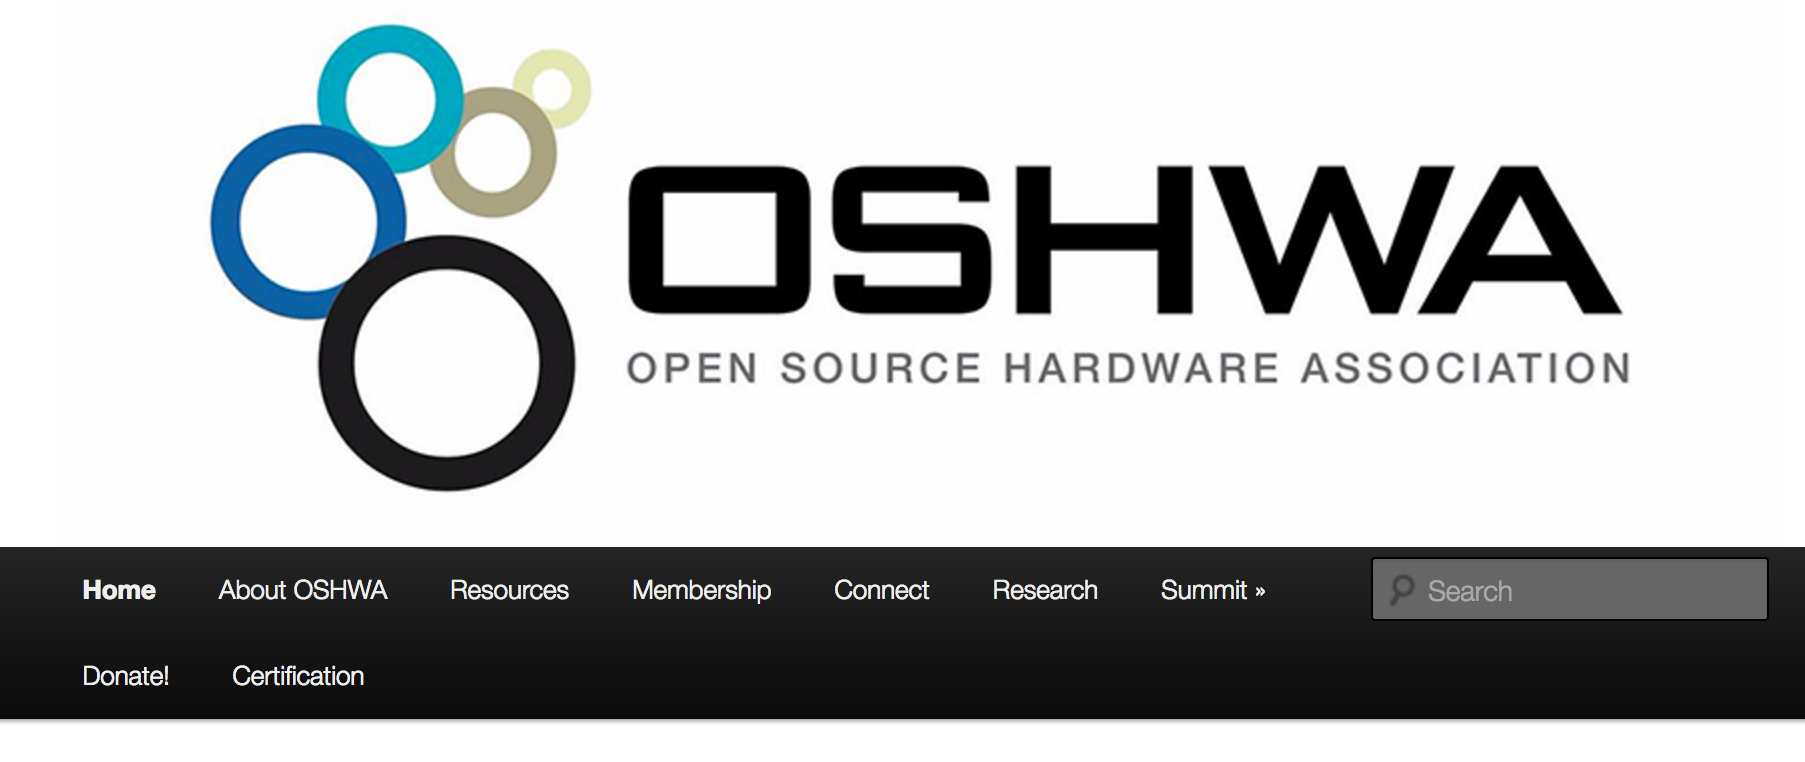 OSHWA
OPEN SOURCE HARDWARE ASSOCIATION
Home About OSHWA Resources Membership Connect Research Summit » Search
Donate! Certification